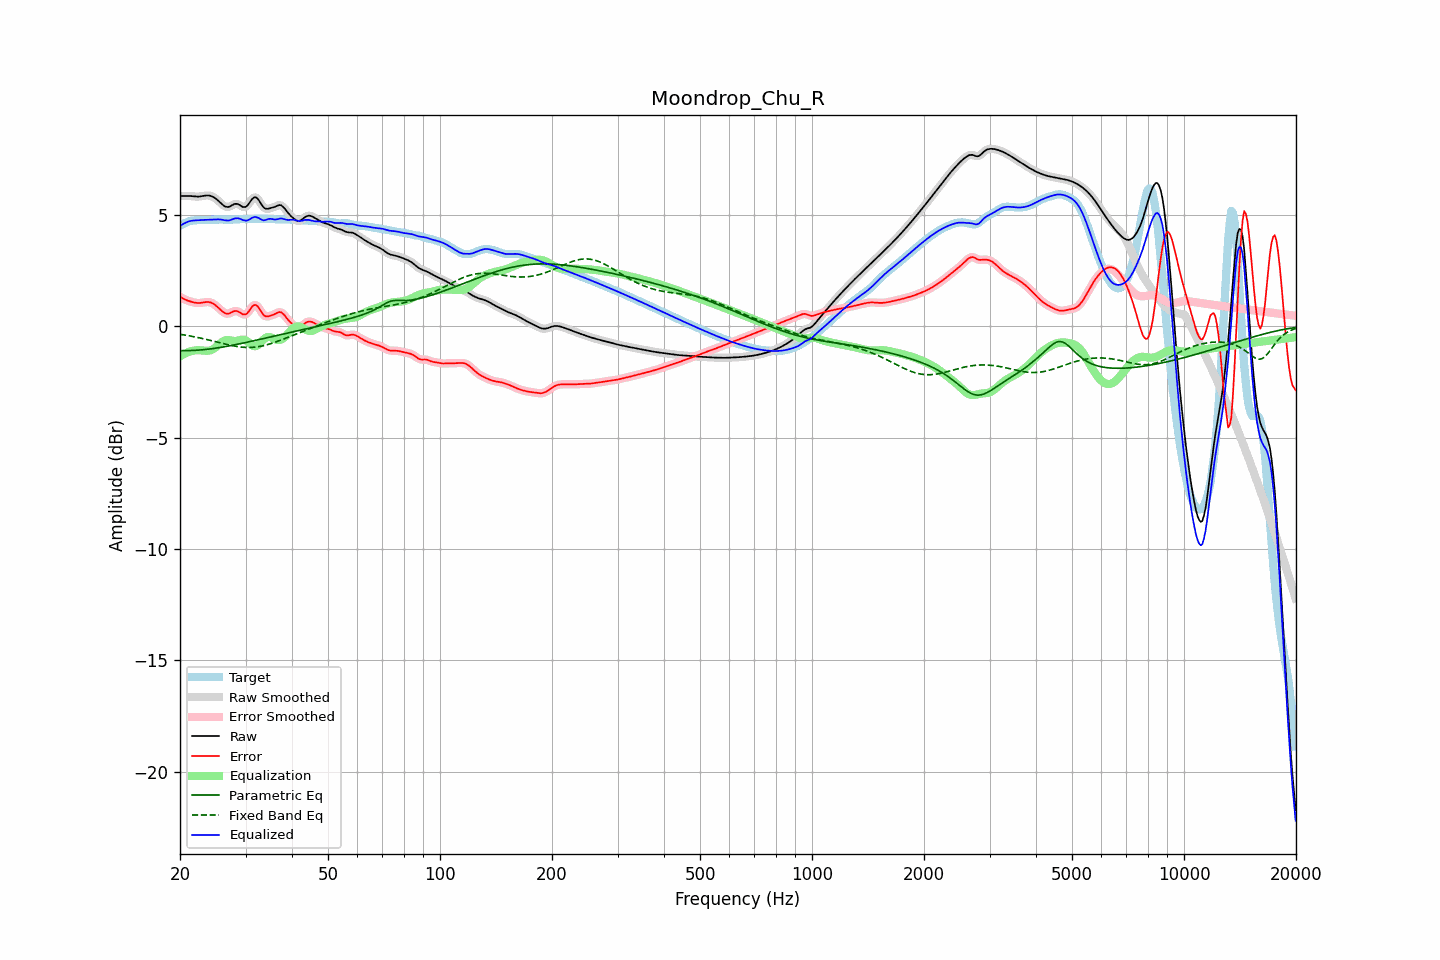 Moondrop_Chu_R
Amplitude (dBr)
5
0
−5
−10
−15
−20
Target
Raw Smoothed
Error Smoothed
Raw
Error
Equalization
Parametric Eq
Fixed Band Eq
Equalized
20 50 100 200 500 1000 2000 5000 10000 20000
Frequency (Hz)